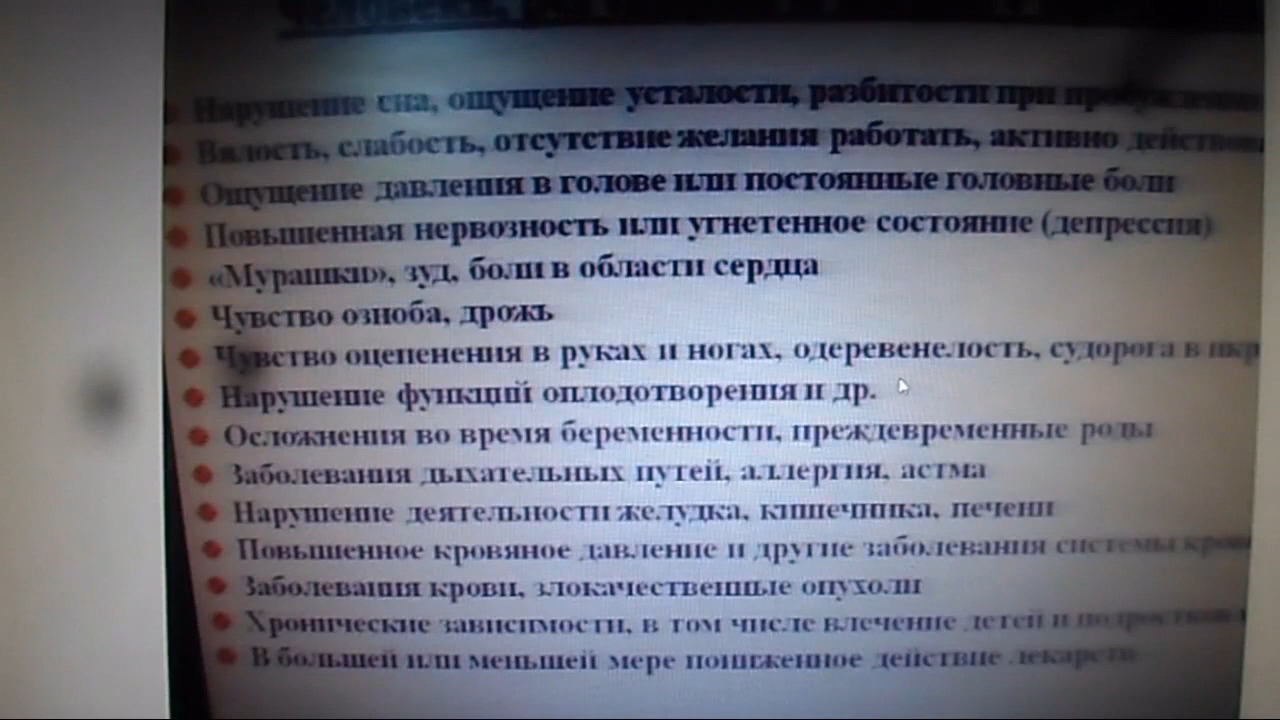 Нарушение сна, ощущение усталости, разбитости при
Вялость, слабость, отсутствие желания работать, активно
Ощущение давления в голове или постоянные головные боли
Повышенная нервозность или угнетенное состояние (депрессия)
«Мурашки», зуд, боли в области сердца
Чувство озноба, дрожь
Чувство оцепенения в руках и ногах, одеревенелость, судорога в
Нарушение функций оплодотворения и др.
Осложнения во время беременности, преждевременные роды
Заболевания дыхательных путей, аллергия, астма
Нарушение деятельности желудка, кишечника, печени
Повышенное кровяное давление и другие заболевания системы
Заболевания крови, злокачественные опухоли
Хронические зависимости, в том числе влечение детей и
В большей или меньшей мере пониженное действие лекарств